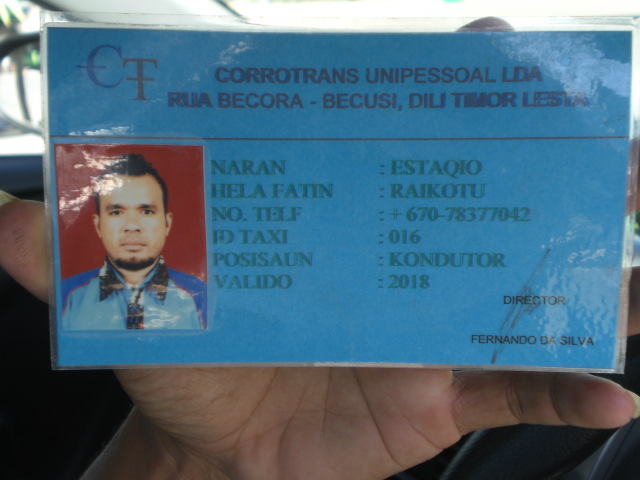 CT
CORROTRANS UNIPESSOAL LDA
RUA BECORA - BECUSI, DILI TIMOR LESTE
NARAN : ESTAQIO
HELA FATIN : RAIKOTU
NO. TELF : + 670-78377042
ID TAXI : 016
POSISAUN : KONDUTOR
VALIDO : 2018
DIRECTOR
FERNANDO DA SILVA